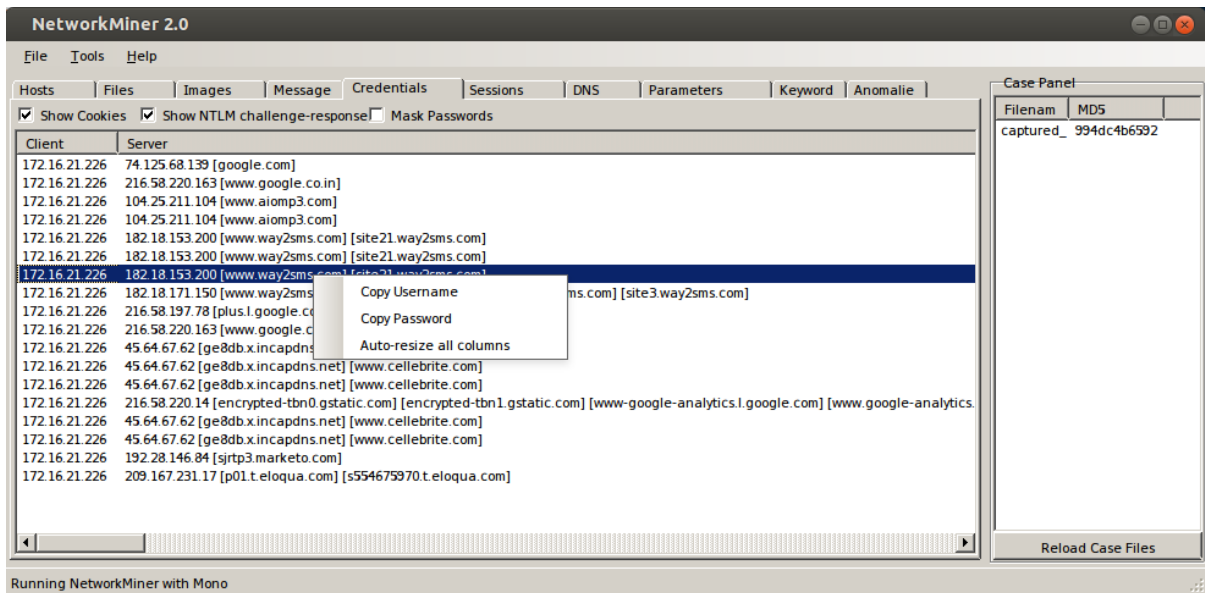 NetworkMiner 2.0
File Tools Help
Hosts Files Images Message Credentials Sessions DNS Parameters Keyword Anomalie
Case Panel
Show Cookies Show NTLM challenge-response Mask Passwords
Filenam MD5
captured_ 994dc4b6592
Client Server
172.16.21.226 74.125.68.139 [google.com]
172.16.21.226 216.58.220.163 [www.google.co.in]
172.16.21.226 104.25.211.104 [www.aiomp3.com]
172.16.21.226 104.25.211.104 [www.aiomp3.com]
172.16.21.226 182.18.153.200 [www.way2sms.com] [site21.way2sms.com]
172.16.21.226 182.18.153.200 [www.way2sms.com] [site21.way2sms.com]
172.16.21.226 182.18.153.200 [www.way2sms.com] [site21.way2sms.com]
172.16.21.226 182.18.171.150 [www.way2sms ms.com] [site3.way2sms.com]
172.16.21.226 216.58.197.78 [plus.l.google.co
172.16.21.226 216.58.220.163 [www.google.c
172.16.21.226 45.64.67.62 [ge8db.x.incapdns
172.16.21.226 45.64.67.62 [ge8db.x.incapdns.net] [www.cellebrite.com]
172.16.21.226 45.64.67.62 [ge8db.x.incapdns.net] [www.cellebrite.com]
172.16.21.226 216.58.220.14 [encrypted-tbn0.gstatic.com] [encrypted-tbn1.gstatic.com] [www-google-analytics.l.google.com] [www.google-analytics.
172.16.21.226 45.64.67.62 [ge8db.x.incapdns.net] [www.cellebrite.com]
172.16.21.226 45.64.67.62 [ge8db.x.incapdns.net] [www.cellebrite.com]
172.16.21.226 192.28.146.84 [sjrtp3.marketo.com]
172.16.21.226 209.167.231.17 [p01.t.eloqua.com] [s554675970.t.eloqua.com]
Copy Username
Copy Password
Auto-resize all columns
Reload Case Files
Running NetworkMiner with Mono